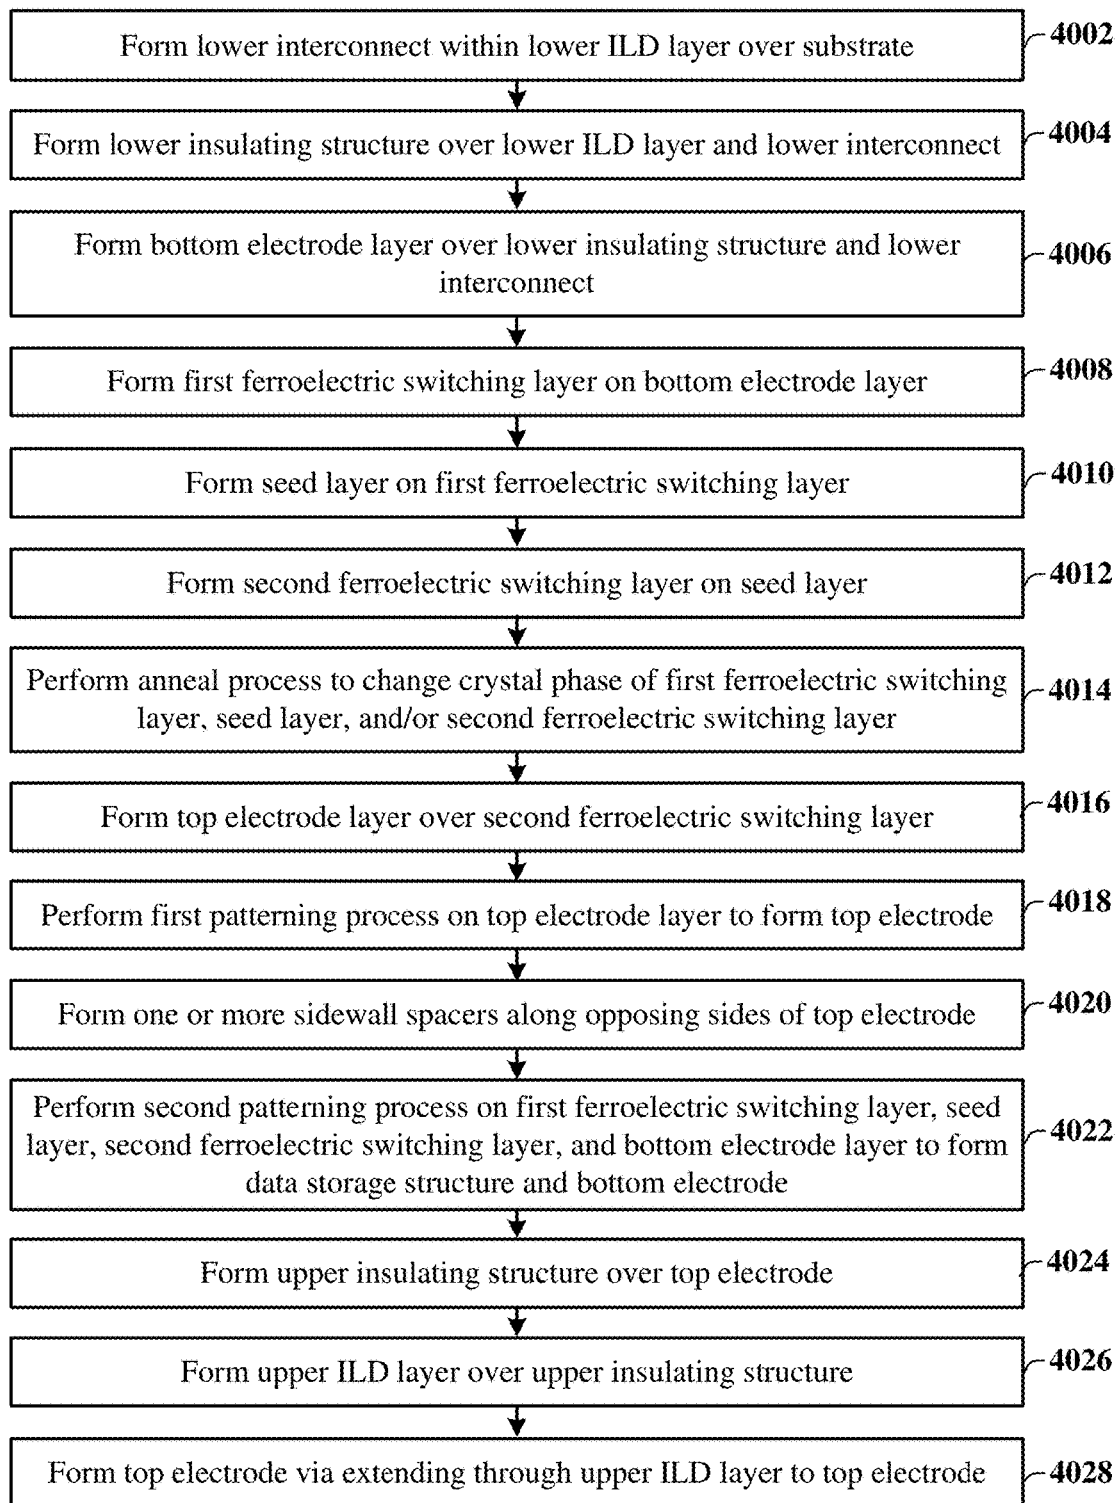 Form lower interconnect within lower ILD layer over substrate
4002
Form lower insulating structure over lower ILD layer and lower interconnect
4004
Form bottom electrode layer over lower insulating structure and lower
interconnect
4006
Form first ferroelectric switching layer on bottom electrode layer
4008
Form seed layer on first ferroelectric switching layer
4010
Form second ferroelectric switching layer on seed layer
4012
Perform anneal process to change crystal phase of first ferroelectric switching
layer, seed layer, and/or second ferroelectric switching layer
4014
Form top electrode layer over second ferroelectric switching layer
4016
Perform first patterning process on top electrode layer to form top electrode
4018
Form one or more sidewall spacers along opposing sides of top electrode
4020
Perform second patterning process on first ferroelectric switching layer, seed
layer, second ferroelectric switching layer, and bottom electrode layer to form
data storage structure and bottom electrode
4022
Form upper insulating structure over top electrode
4024
Form upper ILD layer over upper insulating structure
4026
Form top electrode via extending through upper ILD layer to top electrode
4028